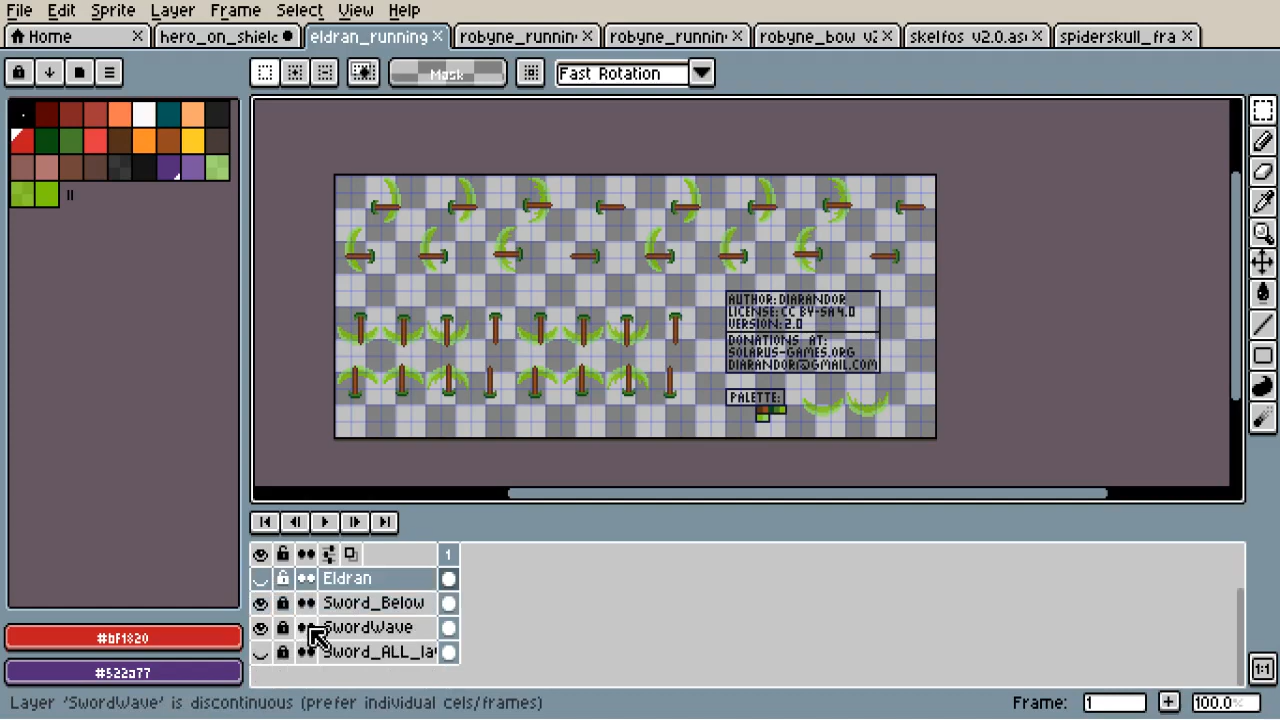 File Edit Sprite Layer Frame Select View Help
Home hero_on_shielc eldran_running robyne_runnin robyne_runnin robyne_bow v2 skelfos v2.0.as spiderskull_fra
Mask Fast Rotation
AUTHOR: DIARANDOR
LICENSE: CC BY-SA 4.0
VERSION: 2.0
DONATIONS AT:
SOLARUS-GAMES.ORG
DIARANDOR@GMAIL.COM
PALETTE:
1
Eldran
Sword_Below
SwordWave
Sword_ALL_la
#bf1820
#522a77
1:1
Layer 'SwordWave' is discontinuous (prefer individual cels/frames) Frame: 1 + 100.0%